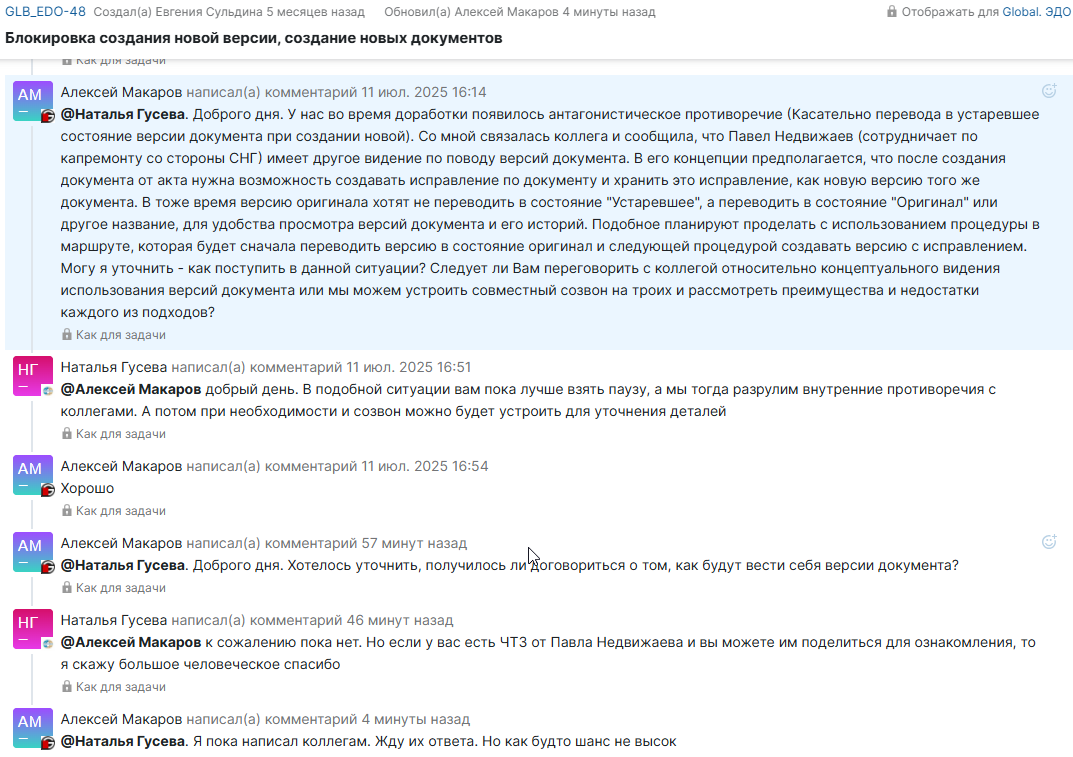 GLB_EDO-48 Создал(а) Евгения Сульдина 5 месяцев назад Обновил(а) Алексей Макаров 4 минуты назад Отображать для Global. ЭДО
Блокировка создания новой версии, создание новых документов
Как для задачи
АМ
Алексей Макаров написал(а) комментарий 11 июл. 2025 16:14
@Наталья Гусева. Доброго дня. У нас во время доработки появилось антагонистическое противоречие (Касательно перевода в устаревшее
состояние версии документа при создании новой). Со мной связалась коллега и сообщила, что Павел Недвижаев (сотрудничает по
капремонту со стороны СНГ) имеет другое видение по поводу версий документа. В его концепции предполагается, что после создания
документа от акта нужна возможность создавать исправление по документу и хранить это исправление, как новую версию того же
документа. В тоже время версию оригинала хотят не переводить в состояние "Устаревшее", а переводить в состояние "Оригинал" или
другое название, для удобства просмотра версий документа и его историй. Подобное планируют проделать с использованием процедуры в
маршруте, которая будет сначала переводить версию в состояние оригинал и следующей процедурой создавать версию с исправлением.
Могу я уточнить - как поступить в данной ситуации? Следует ли Вам переговорить с коллегой относительно концептуального видения
использования версий документа или мы можем устроить совместный созвон на троих и рассмотреть преимущества и недостатки
каждого из подходов?
Как для задачи
НГ
Наталья Гусева написал(а) комментарий 11 июл. 2025 16:51
@Алексей Макаров добрый день. В подобной ситуации вам пока лучше взять паузу, а мы тогда разрулим внутренние противоречия с
коллегами. А потом при необходимости и созвон можно будет устроить для уточнения деталей
Как для задачи
АМ
Алексей Макаров написал(а) комментарий 11 июл. 2025 16:54
Хорошо
Как для задачи
АМ
Алексей Макаров написал(а) комментарий 57 минут назад
@Наталья Гусева. Доброго дня. Хотелось уточнить, получилось ли договориться о том, как будут вести себя версии документа?
Как для задачи
НГ
Наталья Гусева написал(а) комментарий 46 минут назад
@Алексей Макаров к сожалению пока нет. Но если у вас есть ЧТЗ от Павла Недвижаева и вы можете им поделиться для ознакомления, то
я скажу большое человеческое спасибо
Как для задачи
АМ
Алексей Макаров написал(а) комментарий 4 минуты назад
@Наталья Гусева. Я пока написал коллегам. Жду их ответа. Но как будто шанс не высок